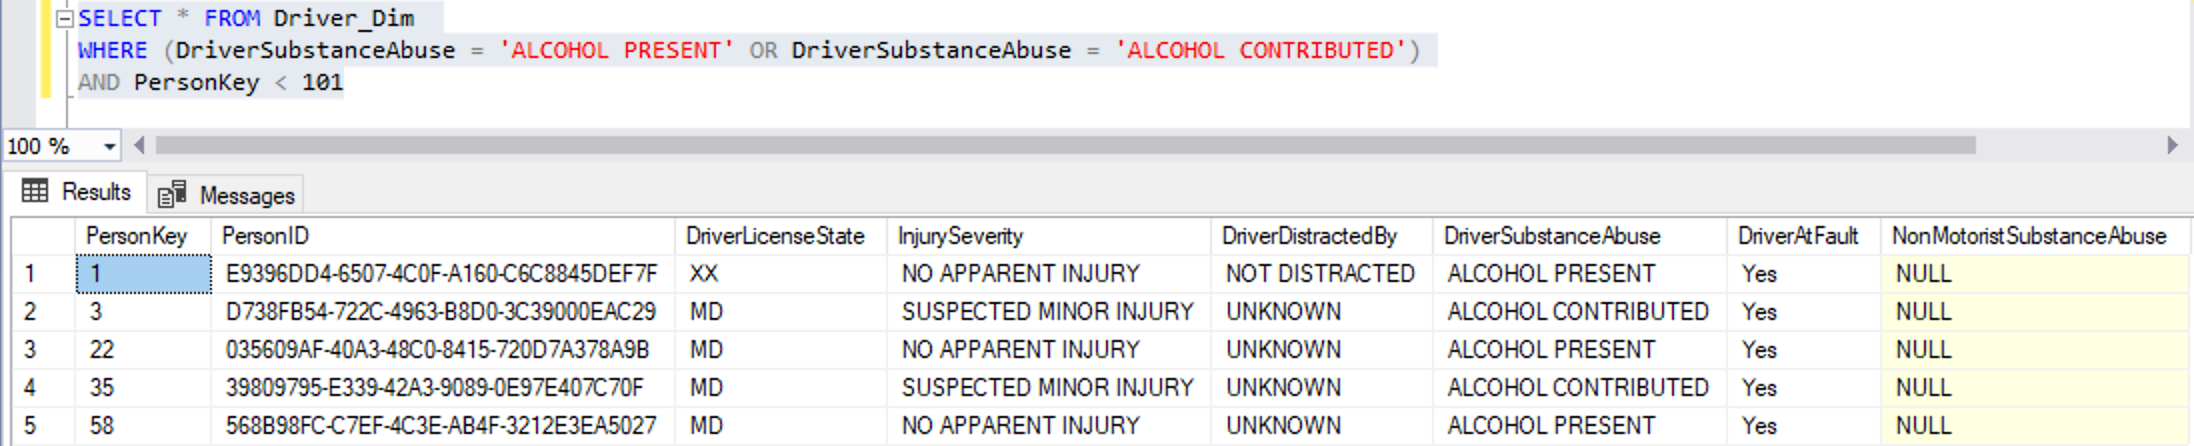 SELECT * FROM Driver_Dim
WHERE (DriverSubstanceAbuse = 'ALCOHOL PRESENT' OR DriverSubstanceAbuse = 'ALCOHOL CONTRIBUTED')
AND PersonKey < 101
100 %
Results Messages
PersonKey PersonID DriverLicenseState InjurySeverity DriverDistractedBy DriverSubstanceAbuse DriverAtFault NonMotoristSubstanceAbuse
1 1 E9396DD4-6507-4C0F-A160-C6C8845DEF7F XX NO APPARENT INJURY NOT DISTRACTED ALCOHOL PRESENT Yes NULL
2 3 D738FB54-722C-4963-B8D0-3C39000EAC29 MD SUSPECTED MINOR INJURY UNKNOWN ALCOHOL CONTRIBUTED Yes NULL
3 22 035609AF-40A3-48C0-8415-720D7A378A9B MD NO APPARENT INJURY UNKNOWN ALCOHOL PRESENT Yes NULL
4 35 39809795-E339-42A3-9089-0E97E407C70F MD SUSPECTED MINOR INJURY UNKNOWN ALCOHOL CONTRIBUTED Yes NULL
5 58 568B98FC-C7EF-4C3E-AB4F-3212E3EA5027 MD NO APPARENT INJURY UNKNOWN ALCOHOL PRESENT Yes NULL